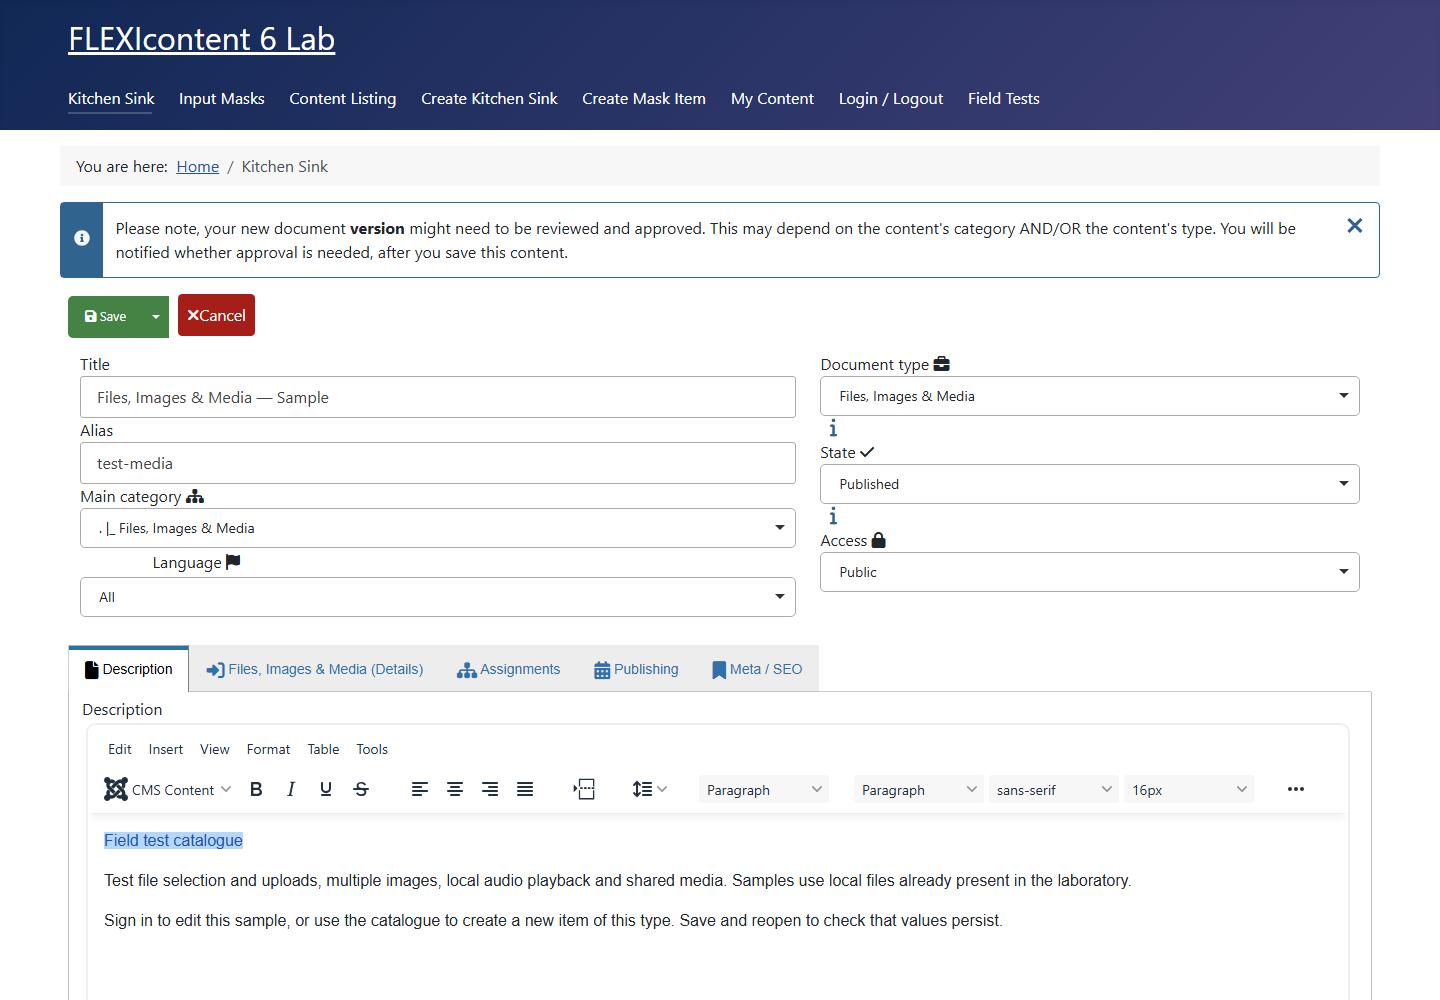 FLEXIcontent 6 Lab
Kitchen Sink Input Masks Content Listing Create Kitchen Sink Create Mask Item My Content Login / Logout Field Tests
You are here: Home / Kitchen Sink
Please note, your new document version might need to be reviewed and approved. This may depend on the content's category AND/OR the content's type. You will
notified whether approval is needed, after you save this content.
Save Cancel
Title
Files, Images & Media — Sample
Alias
test-media
Main category
. |_ Files, Images & Media
Language
All
Document type
Files, Images & Media
State
Published
Access
Public
Description Files, Images & Media (Details) Assignments Publishing Meta / SEO
Description
Edit Insert View Format Table Tools
CMS Content B I U S Paragraph Paragraph sans-serif 16px
Field test catalogue
Test file selection and uploads, multiple images, local audio playback and shared media. Samples use local files already present in the laboratory.
Sign in to edit this sample, or use the catalogue to create a new item of this type. Save and reopen to check that values persist.